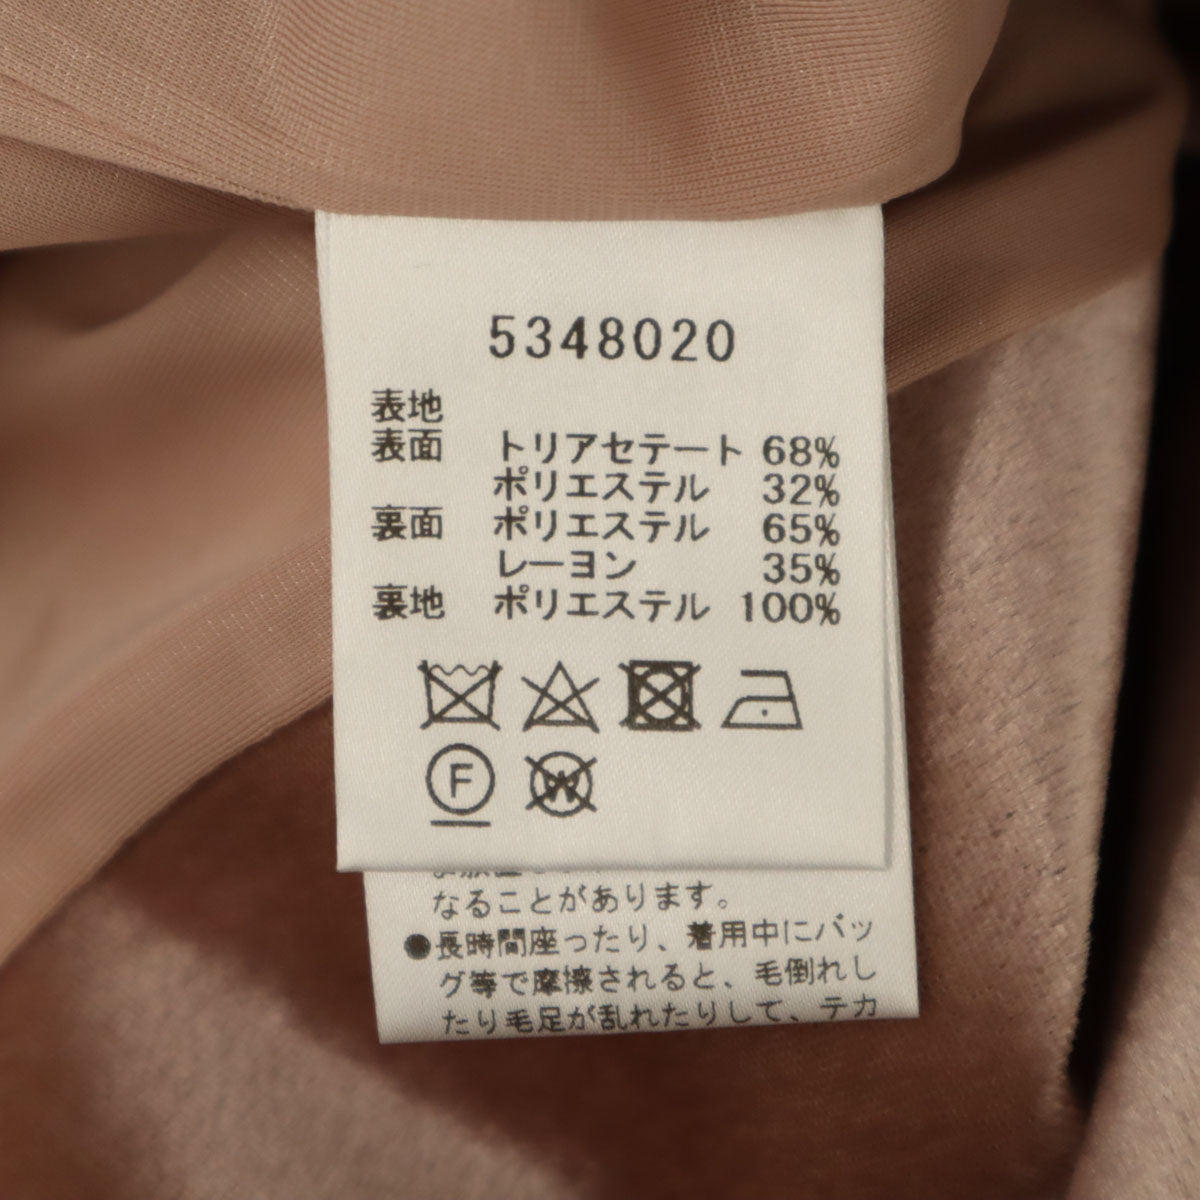 5348020
表地
表面 トリアセテート 68%
ポリエステル 32%
裏面 ポリエステル 65%
レーヨン 35%
裏地 ポリエステル 100%
F
W
なることがあります。
●長時間座ったり、着用中にバッ
グ等で摩擦されると、毛倒れし
たり毛足が乱れたりして、テカ